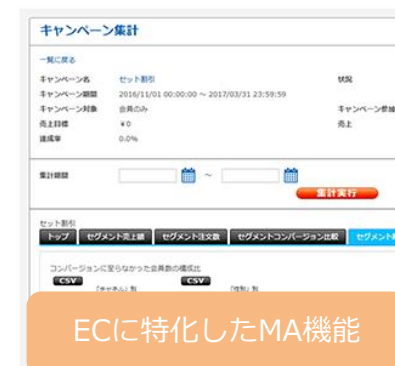 キャンペーン集計
一覧に戻る
キャンペーン名 セット割引 状況
キャンペーン期間 2016/11/01 00:00:00 ～ 2017/03/31 23:59:59
キャンペーン対象 会員のみ キャンペーン参加
売上目標 ￥0 売上
達成率 0.0%
集計期間 ～
集計実行
セット割引
トップ セグメント売上額 セグメント注文数 セグメントコンバージョン比較 セグメント
コンバージョンに至らなかった会員数の構成比
CSV CSV
「チャネル」別 「性別」別
ECに特化したMA機能